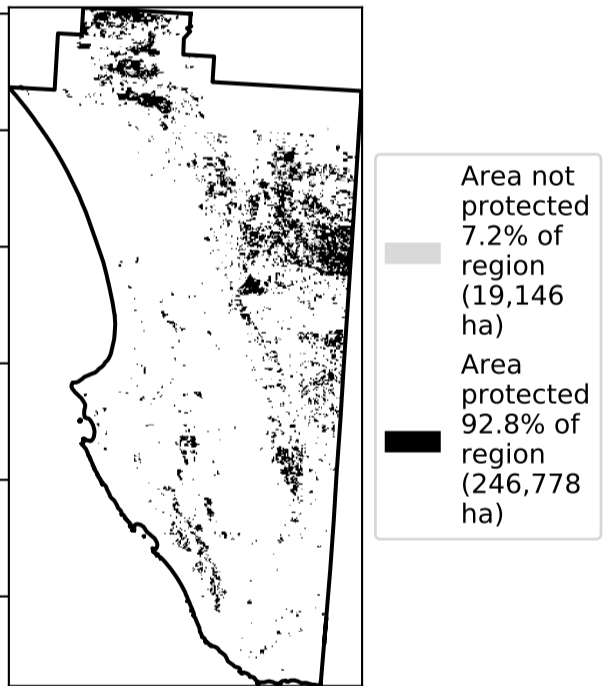 Area not
protected
7.2% of
region
(19,146
ha)
Area
protected
92.8% of
region
(246,778
ha)